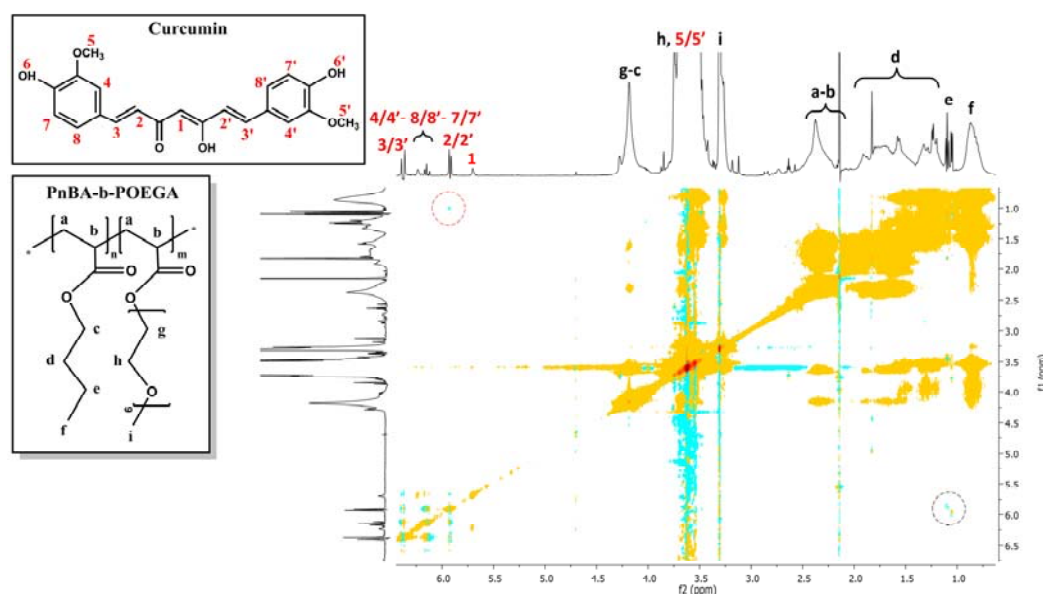 Curcumin
5
OCH3
6
OH
4
7
8
3
2
O
1
OH
2'
3'
8'
7'
6'
OH
5'
OCH3
4'
PnBA-b-POEGA
a
b
a
b
*
n
m
*
O
O
O
O
c
g
d
h
e
O
6
f
i
4/4'- 8/8'- 7/7'
3/3'
2/2'
1
g-c
h, 5/5'
i
a-b
d
e
f
1.0
1.5
2.0
2.5
3.0
3.5
4.0
4.5
5.0
5.5
6.0
6.5
f1 (ppm)
6.0 5.5 5.0 4.5 4.0 3.5 3.0 2.5 2.0 1.5 1.0
f2 (ppm)